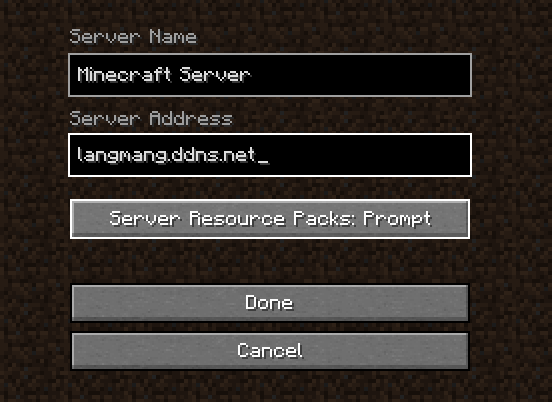 Server Name
Minecraft Server
Server Address
langmang.ddns.net_
Server Resource Packs: Prompt
Done
Cancel